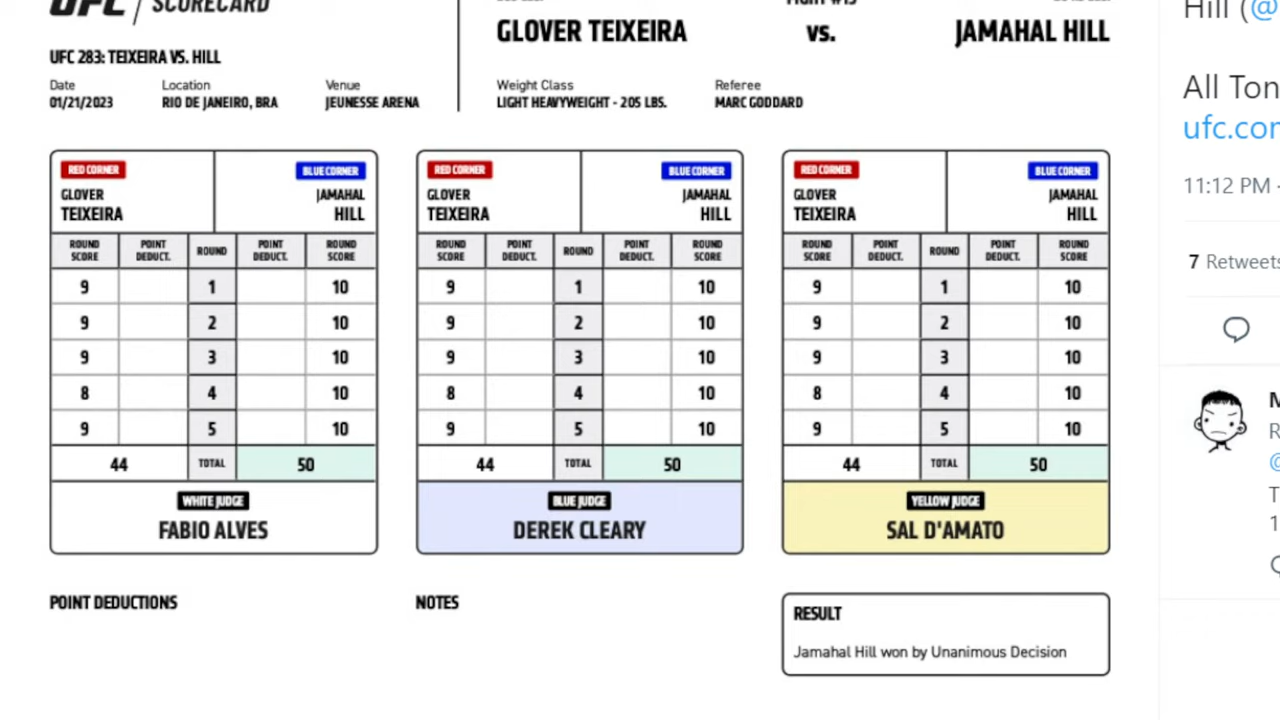 UFC / SCORECARD
UFC 283: TEIXEIRA VS. HILL
Date Location Venue
01/21/2023 RIO DE JANEIRO, BRA JEUNESSE ARENA
GLOVER TEIXEIRA VS. JAMAHAL HILL
Weight Class Referee
LIGHT HEAVYWEIGHT - 205 LBS. MARC GODDARD
RED CORNER BLUE CORNER
GLOVER JAMAHAL
TEIXEIRA HILL
ROUND POINT ROUND POINT ROUND
SCORE DEDUCT. DEDUCT. SCORE
9 1 10
9 2 10
9 3 10
8 4 10
9 5 10
44 TOTAL 50
WHITE JUDGE
FABIO ALVES
RED CORNER BLUE CORNER
GLOVER JAMAHAL
TEIXEIRA HILL
ROUND POINT ROUND POINT ROUND
SCORE DEDUCT. DEDUCT. SCORE
9 1 10
9 2 10
9 3 10
8 4 10
9 5 10
44 TOTAL 50
BLUE JUDGE
DEREK CLEARY
RED CORNER BLUE CORNER
GLOVER JAMAHAL
TEIXEIRA HILL
ROUND POINT ROUND POINT ROUND
SCORE DEDUCT. DEDUCT. SCORE
9 1 10
9 2 10
9 3 10
8 4 10
9 5 10
44 TOTAL 50
YELLOW JUDGE
SAL D'AMATO
POINT DEDUCTIONS
NOTES
RESULT
Jamahal Hill won by Unanimous Decision
Hill (@
All Ton
ufc.co
11:12 PM ·
7 Retweets